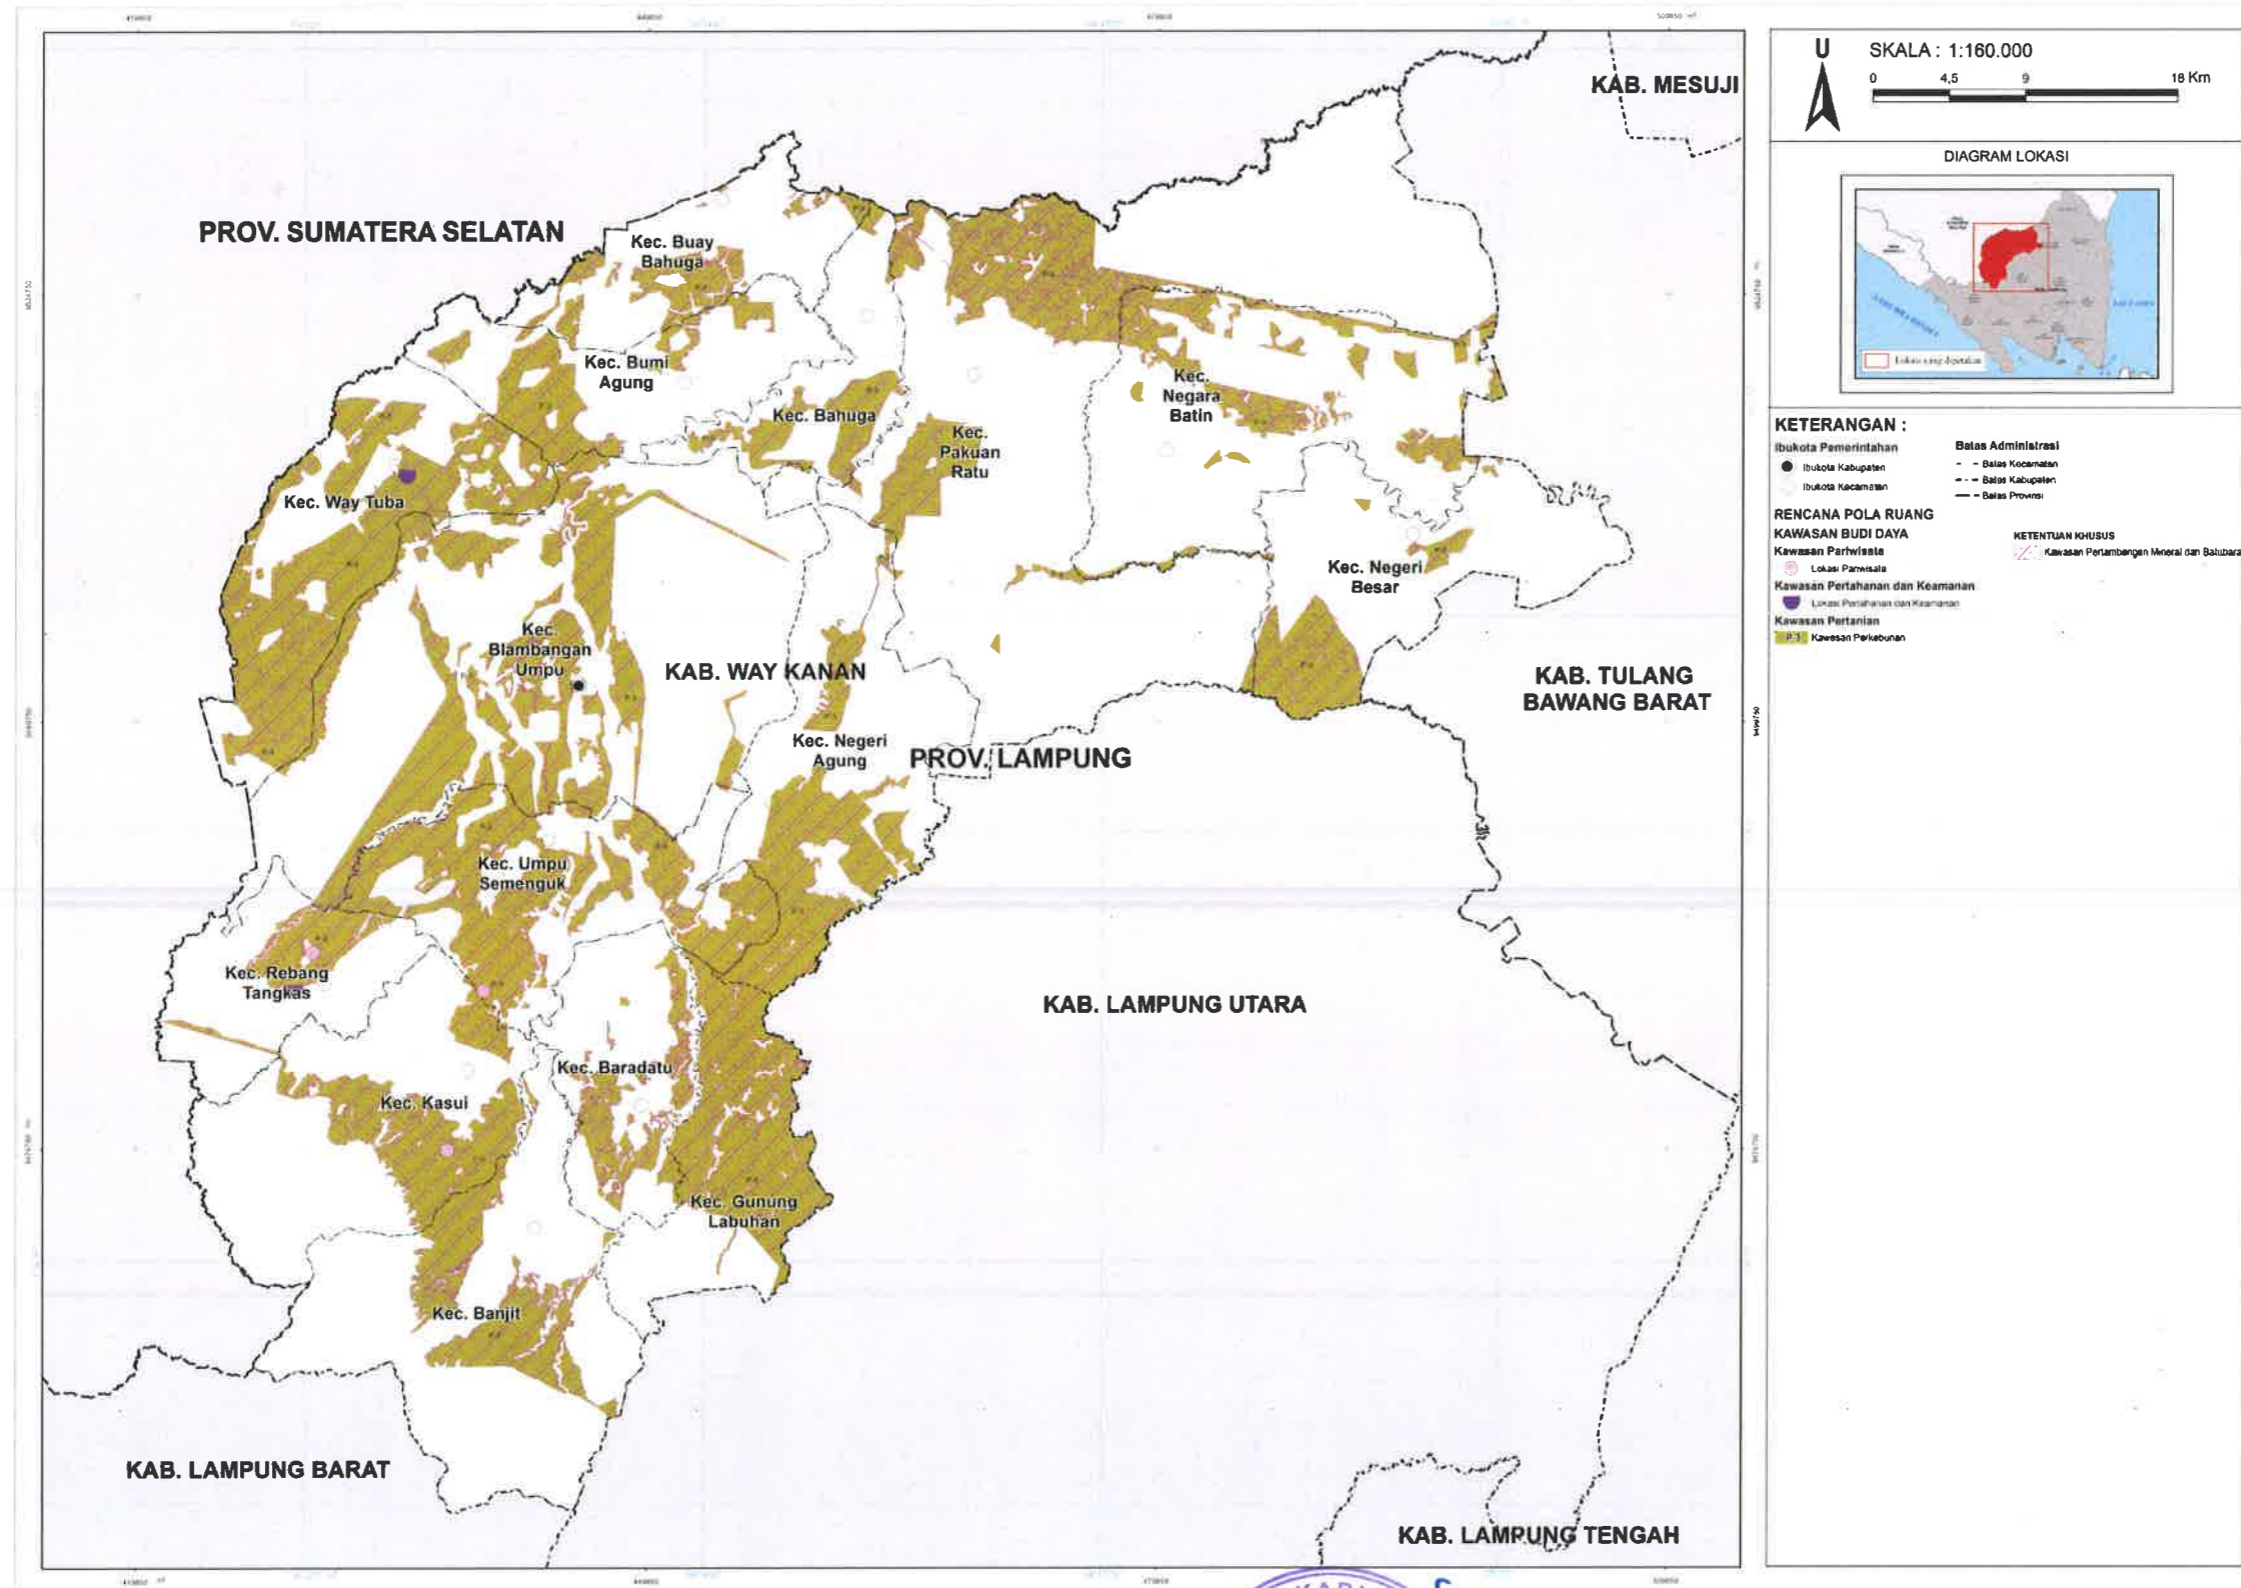 KAB. MESUJI
PROV. SUMATERA SELATAN
Kec. Buay
Bahuga
Kec. Bumi
Agung
Kec. Bahuga
Kec.
Pakuan
Ratu
Kec.
Negara
Batin
Kec. Way Tuba
Kec. Negeri
Besar
Kec.
Blambangan
Umpu
KAB. WAY KANAN
KAB. TULANG
BAWANG BARAT
Kec. Negeri
Agung
PROV. LAMPUNG
Kec. Umpu
Semenguk
Kec. Rebang
Tangkas
KAB. LAMPUNG UTARA
Kec. Baradatu
Kec. Kasui
Kec. Gunung
Labuhan
Kec. Banjit
KAB. LAMPUNG BARAT
KAB. LAMPUNG TENGAH
U
SKALA : 1:160.000
0 4,5 9 18 Km
DIAGRAM LOKASI
Lokasi yang dipetakan
KETERANGAN :
Ibukota Pemerintahan
Ibukota Kabupaten
Ibukota Kecamatan
Batas Administrasi
Batas Kecamatan
Batas Kabupaten
Batas Provinsi
RENCANA POLA RUANG
KAWASAN BUDI DAYA
Kawasan Pariwisata
Lokasi Pariwisata
Kawasan Pertahanan dan Keamanan
Lokasi Pertahanan dan Keamanan
Kawasan Pertanian
P-3 Kawasan Perkebunan
KETENTUAN KHUSUS
Kawasan Pertambangan Mineral dan Batubara